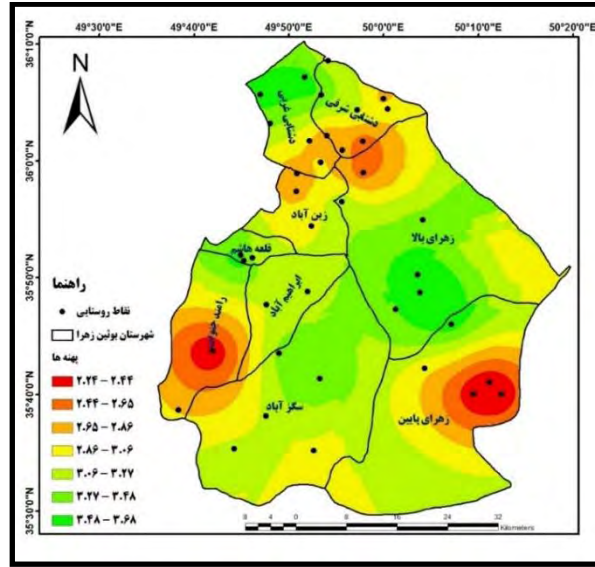 49°30'0"E 49°40'0"E 49°50'0"E 50°0'0"E 50°10'0"E 50°20'0"E
36°10'0"N
36°0'0"N
35°50'0"N
35°40'0"N
35°30'0"N
N
دشتابی غربی
دشتابی شرقی
زین آباد
زهرای بالا
قلعه هاشم
ابراهیم آباد
رامند جنوبی
سگز آباد
زهرای پایین
راهنما
نقاط روستایی
شهرستان بوئین زهرا
پهنه ها
۲.۲۴ – ۲.۴۴
۲.۴۴ – ۲.۶۵
۲.۶۵ – ۲.۸۶
۲.۸۶ – ۳.۰۶
۳.۰۶ – ۳.۲۷
۳.۲۷ – ۳.۴۸
۳.۴۸ – ۳.۶۸
8 4 0 8 16 24 32
Kilometers